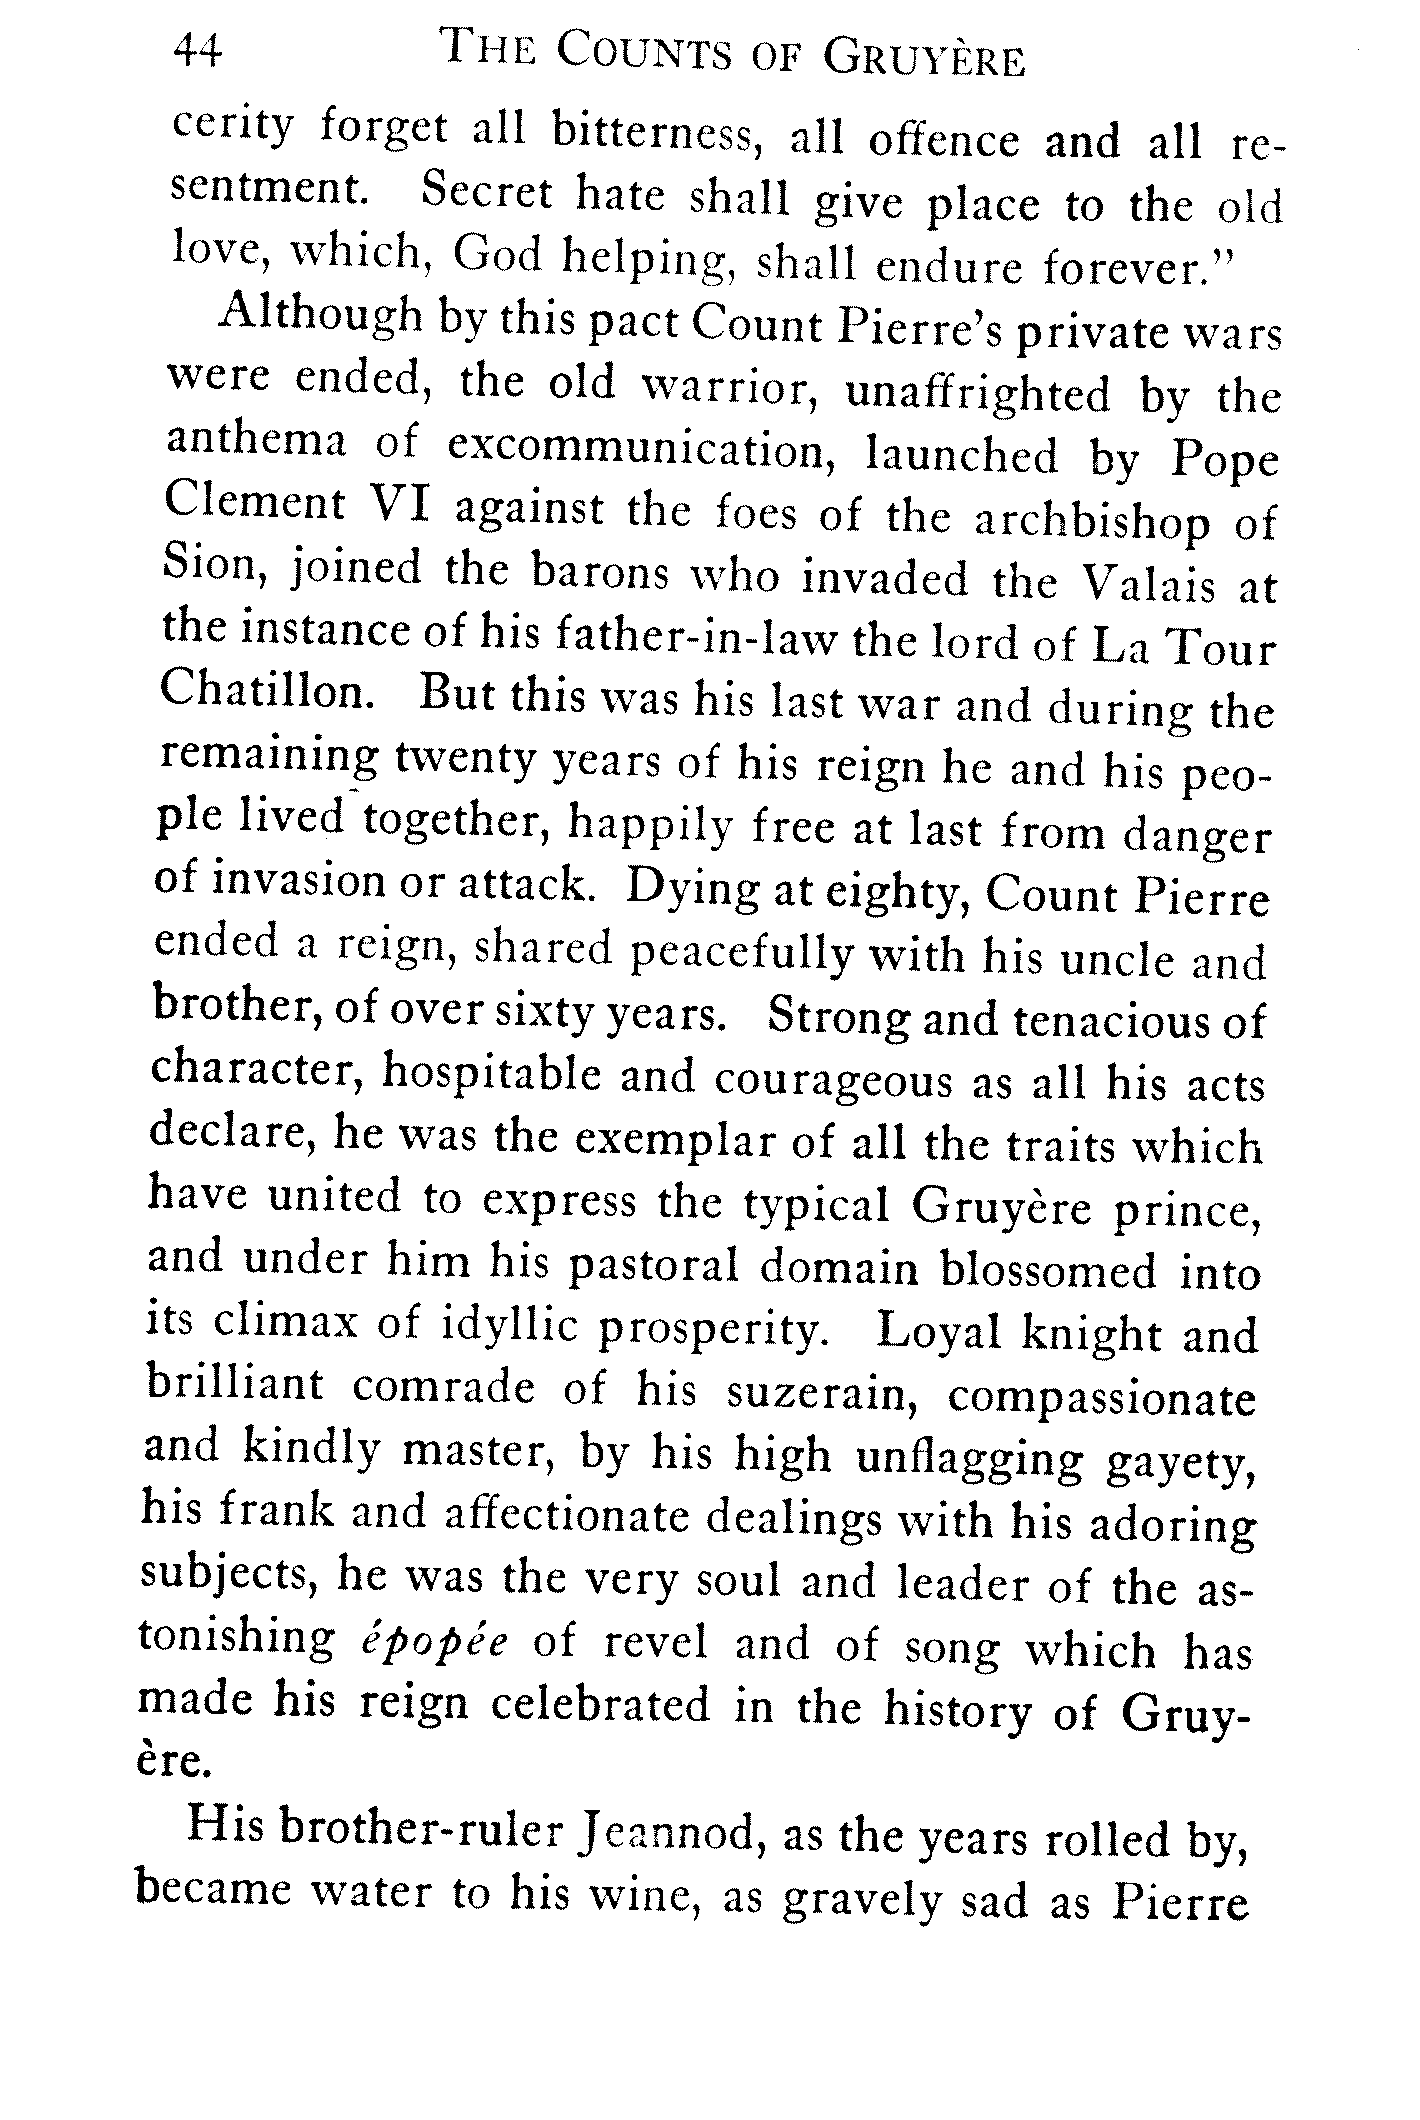 44 THE COUNTS OF GRUYÈRE
cerity forget all bitterness, all offence and all re-
sentment. Secret hate shall give place to the old
love, which, God helping, shall endure forever.”
Although by this pact Count Pierre’s private wars
were ended, the old warrior, unaffrighted by the
anthema of excommunication, launched by Pope
Clement VI against the foes of the archbishop of
Sion, joined the barons who invaded the Valais at
the instance of his father-in-law the lord of La Tour
Chatillon. But this was his last war and during the
remaining twenty years of his reign he and his peo-
ple lived together, happily free at last from danger
of invasion or attack. Dying at eighty, Count Pierre
ended a reign, shared peacefully with his uncle and
brother, of over sixty years. Strong and tenacious of
character, hospitable and courageous as all his acts
declare, he was the exemplar of all the traits which
have united to express the typical Gruyère prince,
and under him his pastoral domain blossomed into
its climax of idyllic prosperity. Loyal knight and
brilliant comrade of his suzerain, compassionate
and kindly master, by his high unflagging gayety,
his frank and affectionate dealings with his adoring
subjects, he was the very soul and leader of the as-
tonishing épopée of revel and of song which has
made his reign celebrated in the history of Gruy-
ère.
His brother-ruler Jeannod, as the years rolled by,
became water to his wine, as gravely sad as Pierre